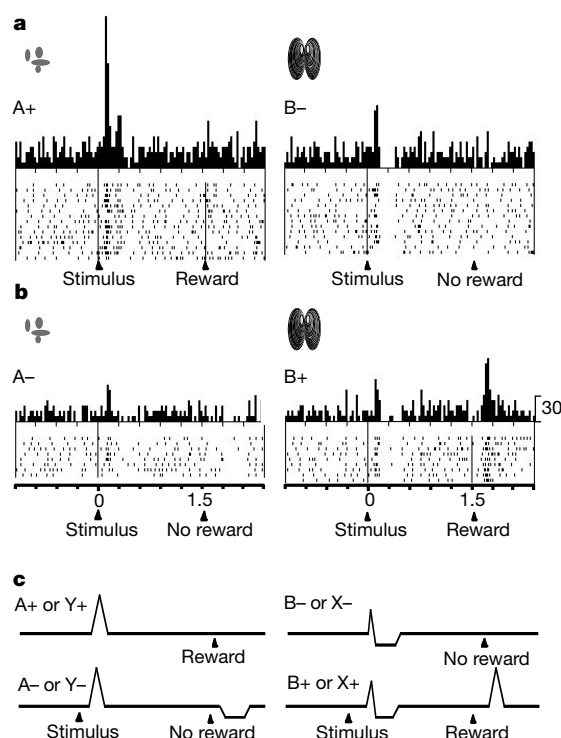 a
A+
B–
Stimulus
Reward
Stimulus
No reward
b
A–
B+
30
0
1.5
0
1.5
Stimulus
No reward
Stimulus
Reward
c
A+ or Y+
B– or X–
Reward
No reward
A– or Y–
B+ or X+
Stimulus
No reward
Stimulus
Reward